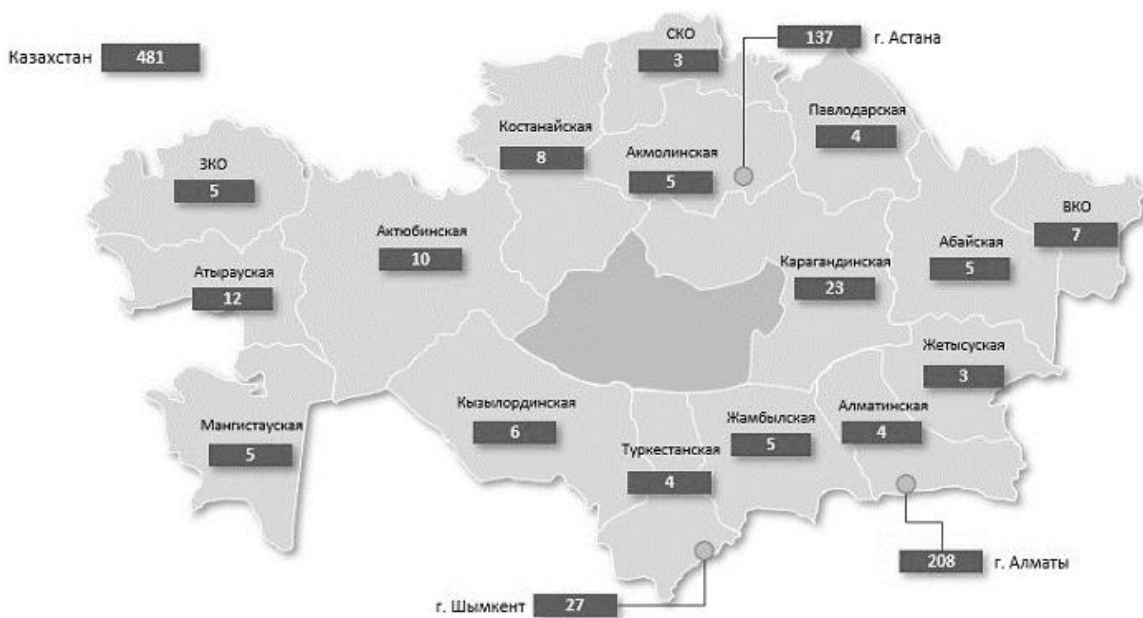 Казахстан 481
СКО
3
137 г. Астана
Костанайская
8
Акмолинская
5
Павлодарская
4
ЗКО
5
ВКО
7
Актюбинская
10
Абайская
5
Карагандинская
23
Атырауская
12
Жетысуская
3
Мангистауская
5
Кызылординская
6
Туркестанская
4
Жамбылская
5
Алматинская
4
208 г. Алматы
г. Шымкент 27